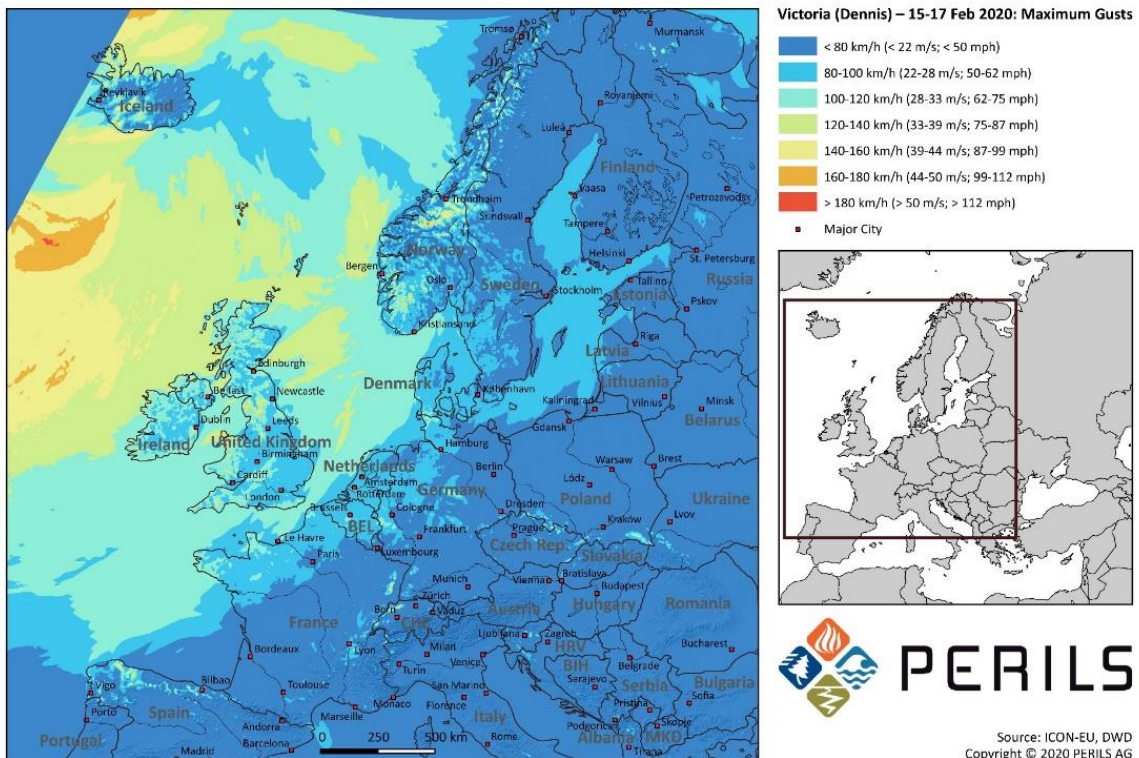 Victoria (Dennis) – 15-17 Feb 2020: Maximum Gusts
< 80 km/h (< 22 m/s; < 50 mph)
80-100 km/h (22-28 m/s; 50-62 mph)
100-120 km/h (28-33 m/s; 62-75 mph)
120-140 km/h (33-39 m/s; 75-87 mph)
140-160 km/h (39-44 m/s; 87-99 mph)
160-180 km/h (44-50 m/s; 99-112 mph)
> 180 km/h (> 50 m/s; > 112 mph)
Major City
Tromsø
Murmansk
Reykjavik
Iceland
Rovanjemi
Luleå
Finland
Vaasa
Trondheim
Petrozavodsk
Sundsvall
Tampere
Norway
Helsinki
St. Petersburg
Bergen
Oslo
Sweden
Tallinn
Russia
Stockholm
Estonia
Pskov
Kristiansand
Riga
Latvia
Edinburgh
Denmark
Lithuania
Belfast
Newcastle
København
Kaliningrad
Vilnius
Minsk
Belarus
Dublin
Leeds
Gdansk
Ireland
United Kingdom
Hamburg
Birmingham
Netherlands
Berlin
Warsaw
Brest
Cardiff
Amsterdam
London
Rotterdam
Germany
Lódz
Poland
Ukraine
Brussels
Cologne
Dresden
BEL
Prague
Kraków
Lvov
Le Havre
Frankfurt
Czech Rep.
Paris
Luxembourg
Slovakia
Munich
Vienna
Bratislava
Zürich
Budapest
Bern
Vaduz
Austria
Hungary
Romania
France
CHE
Ljubljana
Zagreb
Lyon
Milan
HRV
Bucharest
Bordeaux
Turin
Venice
BIH
Belgrade
Vigo
Bilbao
Toulouse
San Marino
Sarajevo
Serbia
Bulgaria
Monaco
Florence
Pristina
Sofia
Porto
Spain
Andorra
Marseille
Italy
Podgorica
Skopje
Portugal
Barcelona
0 250 500 km
Rome
Albania
MKD
Madrid
Tirana
PERILS
Source: ICON-EU, DWD
Copyright © 2020 PERILS AG